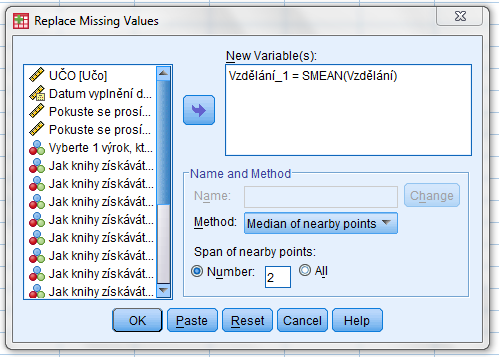 Replace Missing Values
New Variable(s):
UČO [Učo]
Datum vyplnění d...
Pokuste se prosí...
Pokuste se prosí...
Vyberte 1 výrok, kt...
Jak knihy získávát...
Jak knihy získávát...
Jak knihy získávát...
Jak knihy získávát...
Jak knihy získávát...
Jak knihy získávát...
Jak knihy získávát...
Jak knihy získávát...
Vzdělání_1 = SMEAN(Vzdělání)
Name and Method
Name:
Change
Method:
Median of nearby points
Span of nearby points:
Number:
2
All
OK
Paste
Reset
Cancel
Help